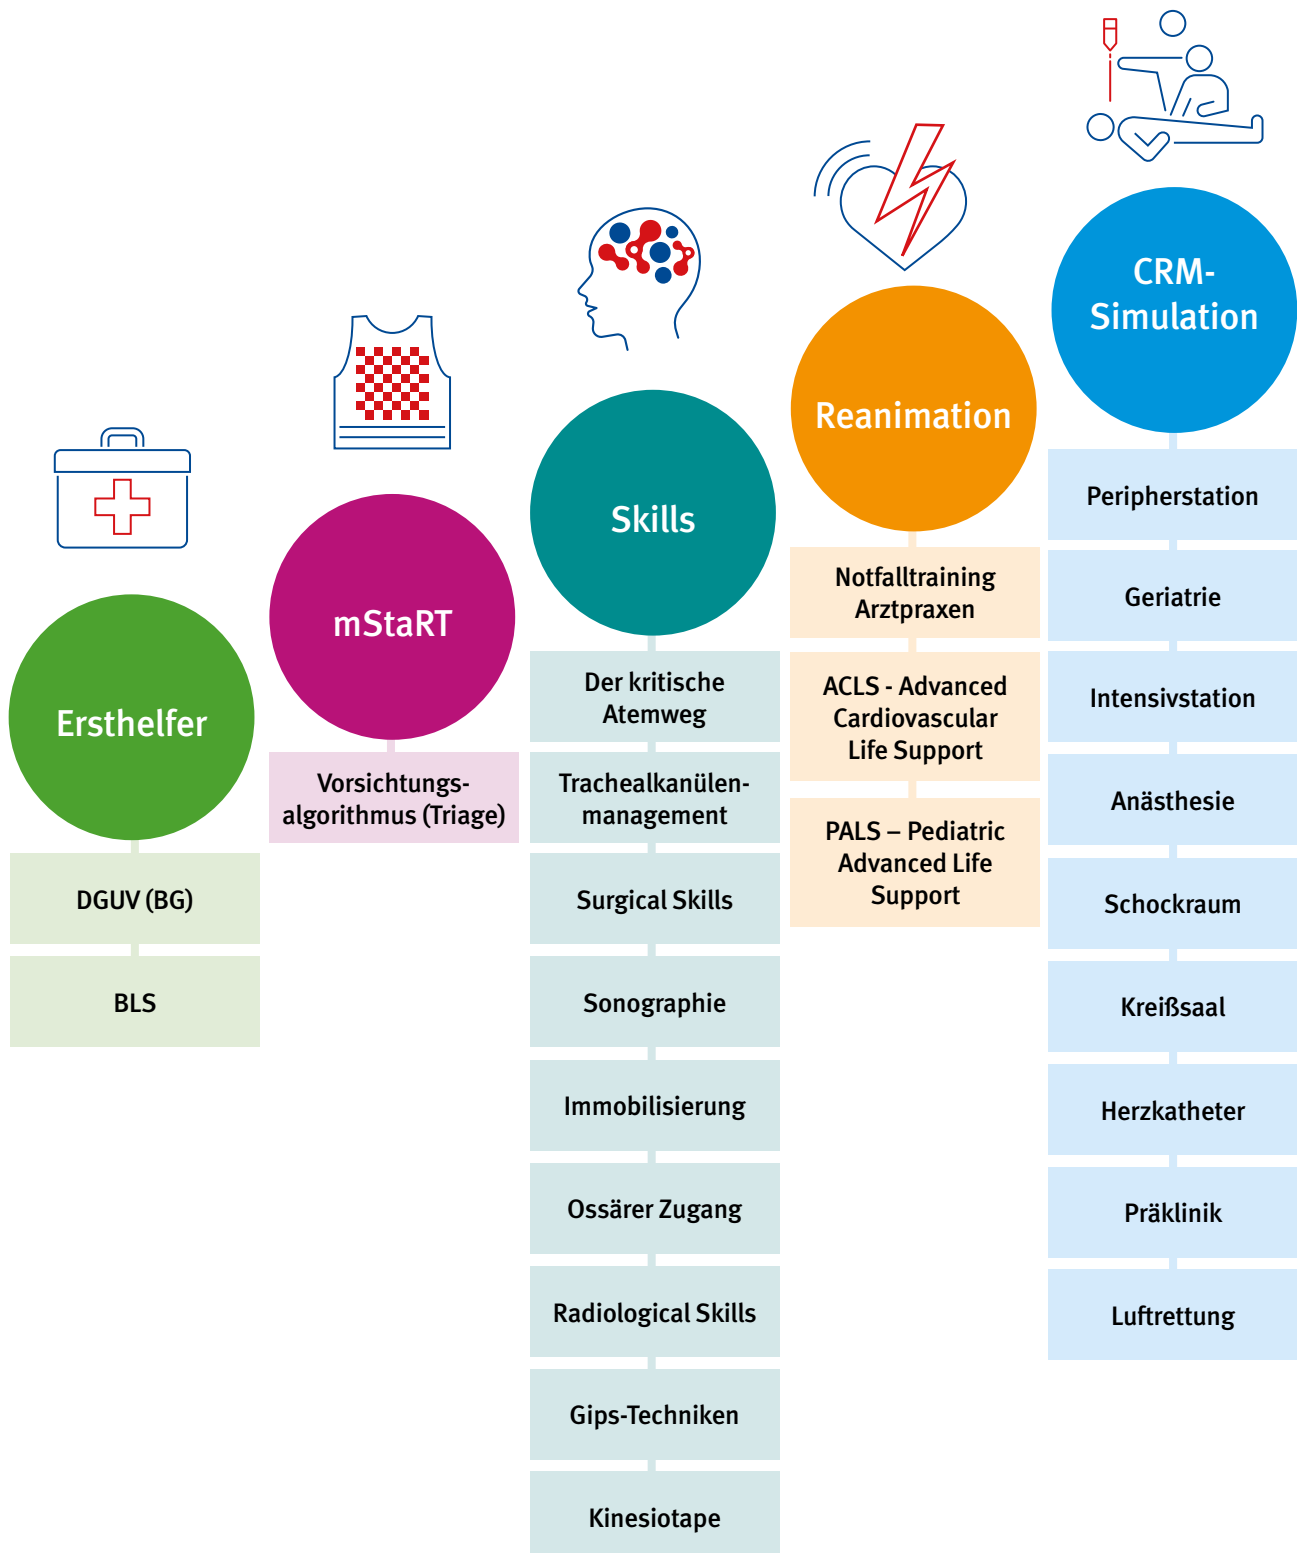 Ersthelfer
DGUV (BG)
BLS
mStaRT
Vorsichtungs-
algorithmus (Triage)
Skills
Der kritische
Atemweg
Trachealkanülen-
management
Surgical Skills
Sonographie
Immobilisierung
Ossärer Zugang
Radiological Skills
Gips-Techniken
Kinesiotape
Reanimation
Notfalltraining
Arztpraxen
ACLS - Advanced
Cardiovascular
Life Support
PALS – Pediatric
Advanced Life
Support
CRM-
Simulation
Peripherstation
Geriatrie
Intensivstation
Anästhesie
Schockraum
Kreißsaal
Herzkatheter
Präklinik
Luftrettung